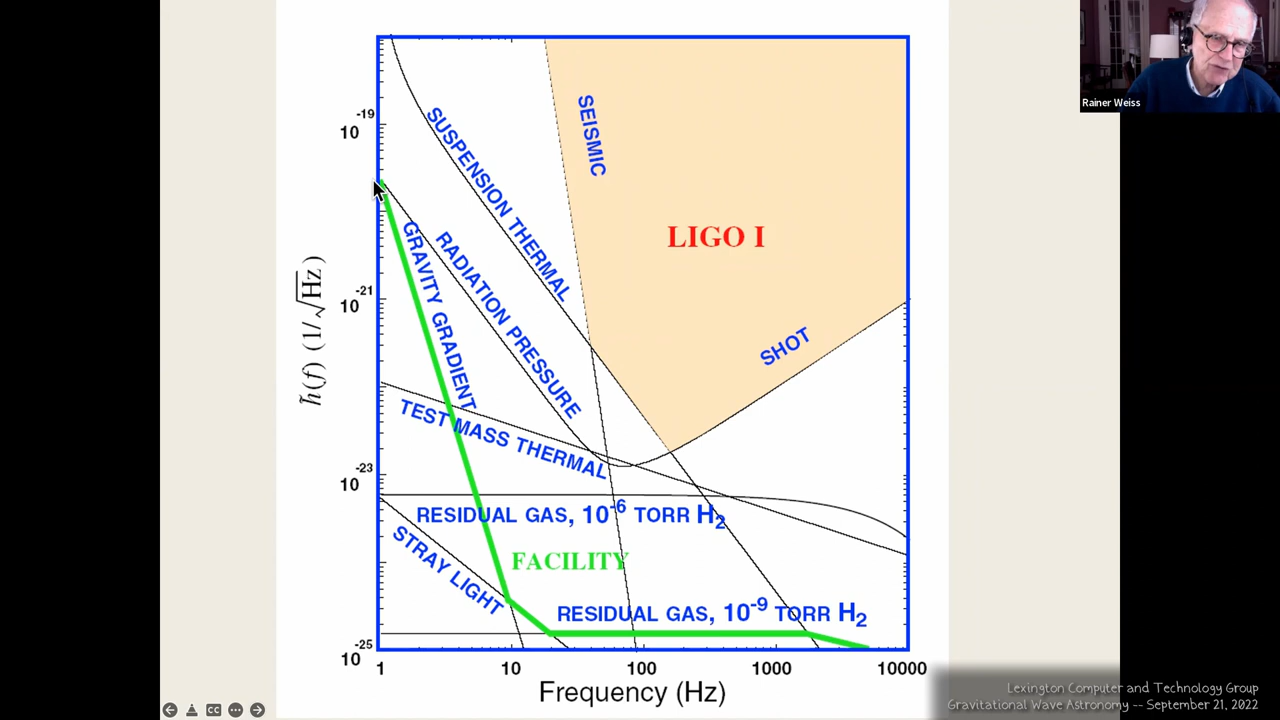 Rainer Weiss
SEISMIC
SUSPENSION THERMAL
10-19
LIGO I
GRAVITY GRADIENT
RADIATION PRESSURE
h̃(f) (1/√Hz)
10-21
SHOT
TEST MASS THERMAL
10-23
RESIDUAL GAS, 10-6 TORR H2
STRAY LIGHT
FACILITY
RESIDUAL GAS, 10-9 TORR H2
10-25
1 10 100 1000 10000
Frequency (Hz)
CC
Lexington Computer and Technology Group
Gravitational Wave Astronomy -- September 21, 2022